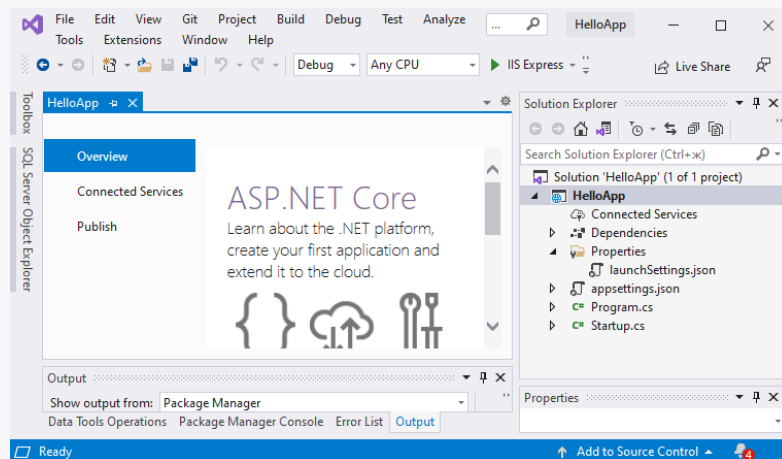 File Edit View Git Project Build Debug Test Analyze ... HelloApp
Tools Extensions Window Help
Debug Any CPU IIS Express Live Share
Toolbox
SQL Server Object Explorer
HelloApp
Overview
Connected Services
Publish
ASP.NET Core
Learn about the .NET platform,
create your first application and
extend it to the cloud.
Output
Show output from: Package Manager
Data Tools Operations Package Manager Console Error List Output
Solution Explorer
Search Solution Explorer (Ctrl+ж)
Solution 'HelloApp' (1 of 1 project)
HelloApp
Connected Services
Dependencies
Properties
launchSettings.json
appsettings.json
C# Program.cs
C# Startup.cs
Properties
Ready Add to Source Control 4